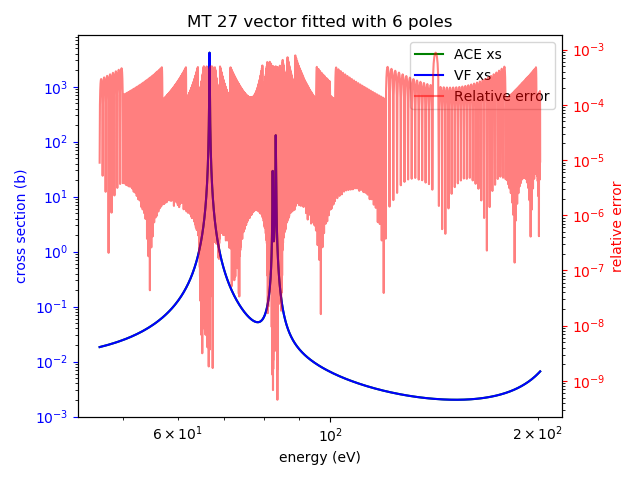 MT 27 vector fitted with 6 poles
ACE xs
VF xs
Relative error
cross section (b)
10³
10²
10¹
10⁰
10⁻¹
10⁻²
10⁻³
relative error
10⁻³
10⁻⁴
10⁻⁵
10⁻⁶
10⁻⁷
10⁻⁸
10⁻⁹
6 × 10¹
10²
2 × 10²
energy (eV)